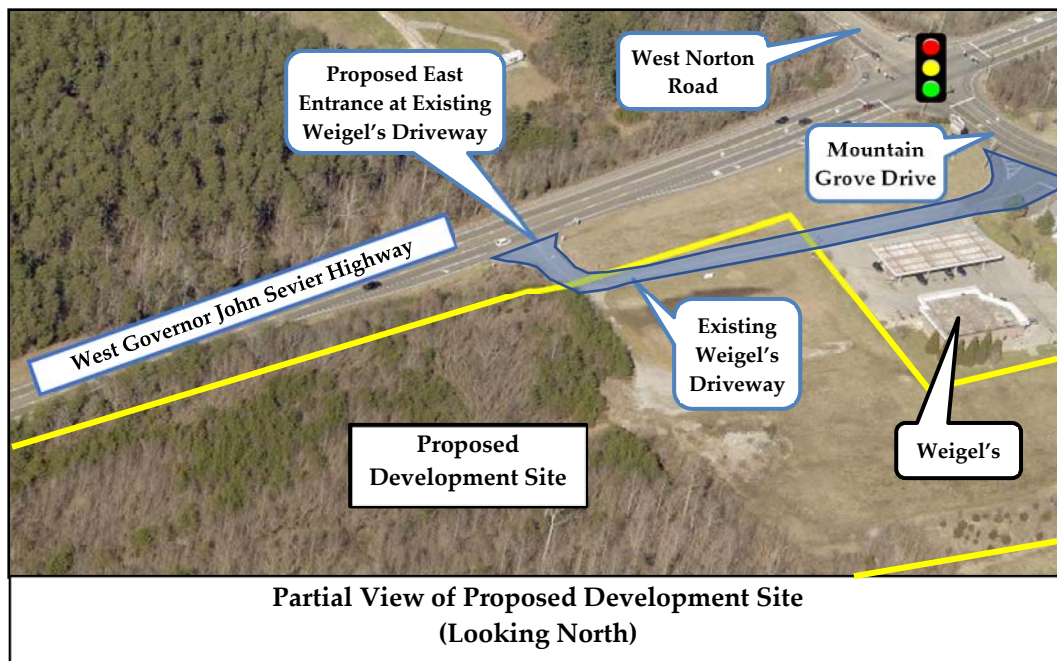 West Norton
Road
Proposed East
Entrance at Existing
Weigel's Driveway
Mountain
Grove Drive
West Governor John Sevier Highway
Existing
Weigel's
Driveway
Proposed
Development Site
Weigel's
Partial View of Proposed Development Site
(Looking North)